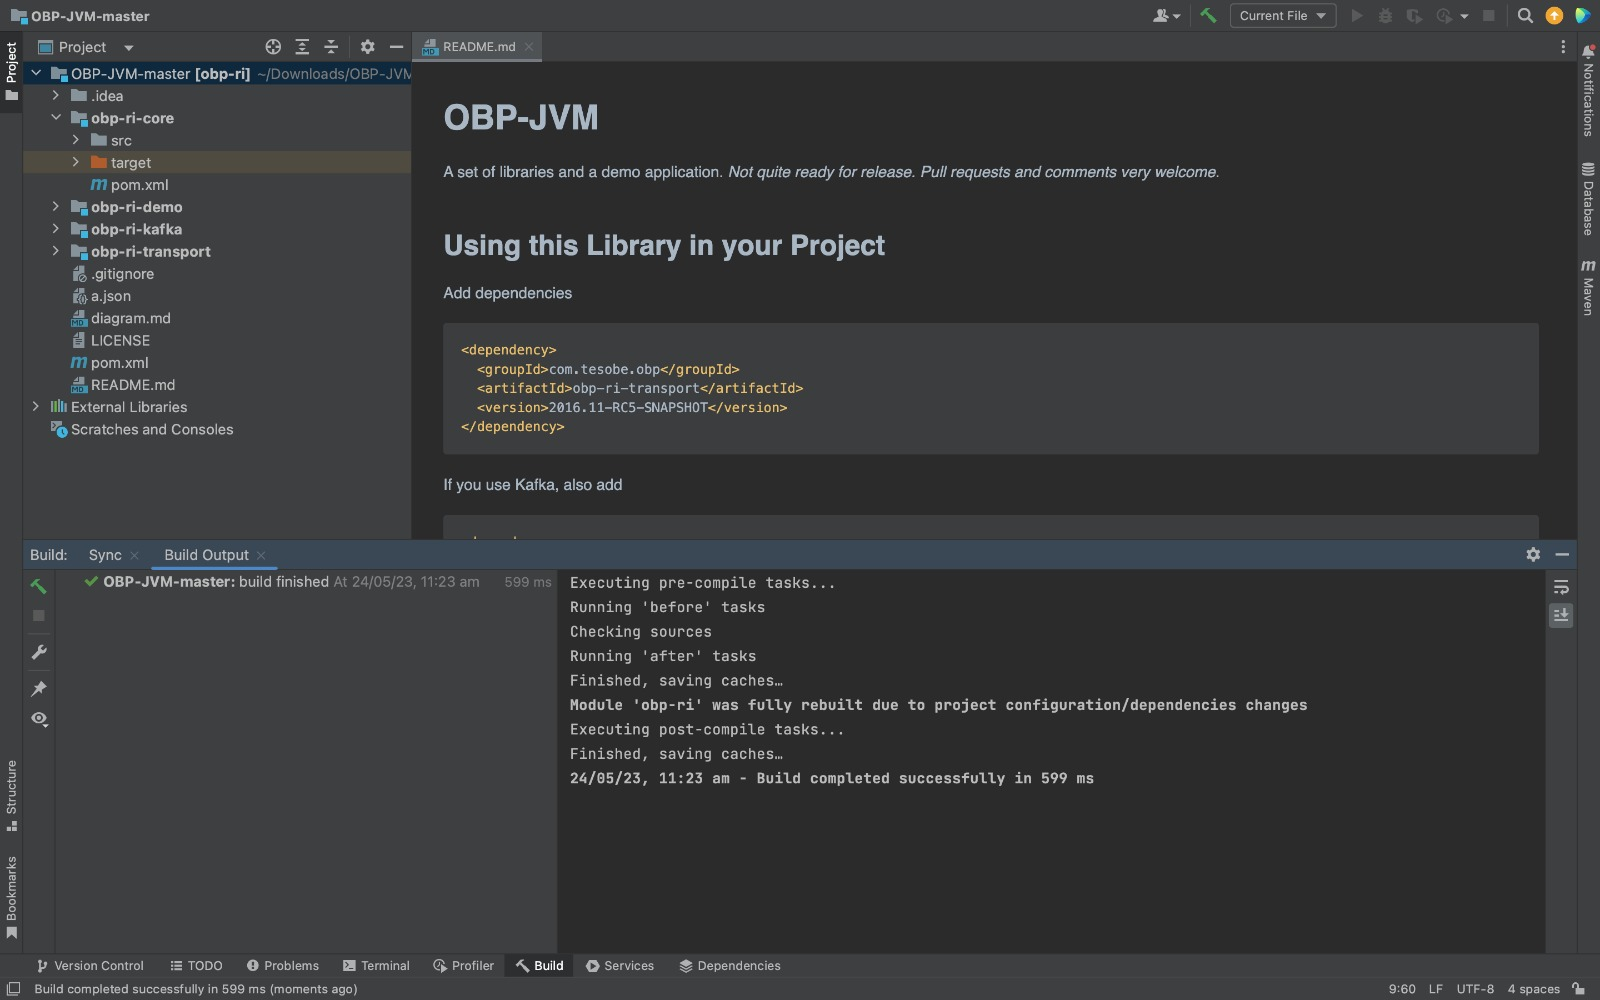 OBP-JVM-master
Current File
Project
Project
README.md
OBP-JVM-master [obp-ri] ~/Downloads/OBP-JVM
.idea
obp-ri-core
src
target
pom.xml
obp-ri-demo
obp-ri-kafka
obp-ri-transport
.gitignore
a.json
diagram.md
LICENSE
pom.xml
README.md
External Libraries
Scratches and Consoles
OBP-JVM
A set of libraries and a demo application. Not quite ready for release. Pull requests and comments very welcome.
Using this Library in your Project
Add dependencies
<dependency>
<groupId>com.tesobe.obp</groupId>
<artifactId>obp-ri-transport</artifactId>
<version>2016.11-RC5-SNAPSHOT</version>
</dependency>
If you use Kafka, also add
Notifications
Database
Maven
Build: Sync Build Output
OBP-JVM-master: build finished At 24/05/23, 11:23 am 599 ms
Executing pre-compile tasks...
Running 'before' tasks
Checking sources
Running 'after' tasks
Finished, saving caches…
Module 'obp-ri' was fully rebuilt due to project configuration/dependencies changes
Executing post-compile tasks...
Finished, saving caches…
24/05/23, 11:23 am - Build completed successfully in 599 ms
Structure
Bookmarks
Version Control TODO Problems Terminal Profiler Build Services Dependencies
Build completed successfully in 599 ms (moments ago) 9:60 LF UTF-8 4 spaces